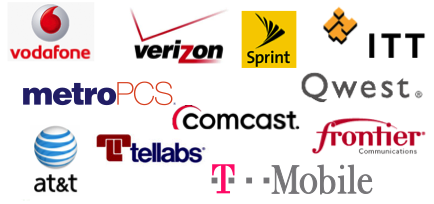 vodafone
verizon
Sprint
ITT
metroPCS.
Qwest®
comcast.
frontier
Communications
at&t
tellabs®
T··Mobile